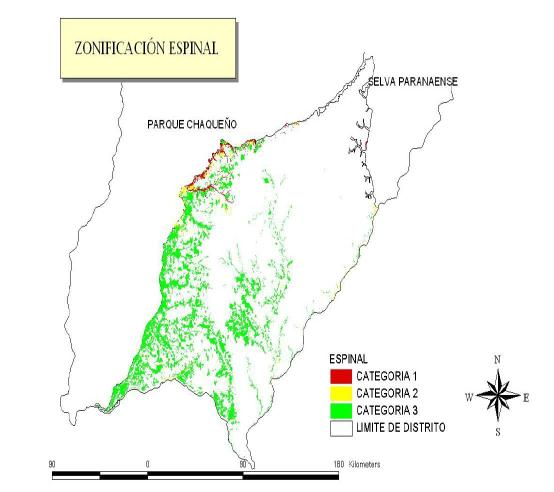 ZONIFICACIÓN ESPINAL
SELVA PARANAENSE
PARQUE CHAQUEÑO
ESPINAL
CATEGORIA 1
CATEGORIA 2
CATEGORIA 3
LIMITE DE DISTRITO
N
W E
S
90 0 90 180 Kilometers